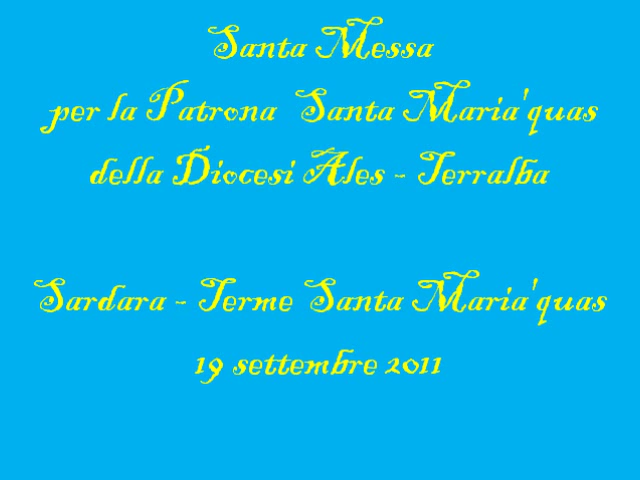 Santa Messa
per la Patrona Santa Maria'quas
della Diocesi Ales - Terralba
Sardara - Terme Santa Maria'quas
19 settembre 2011